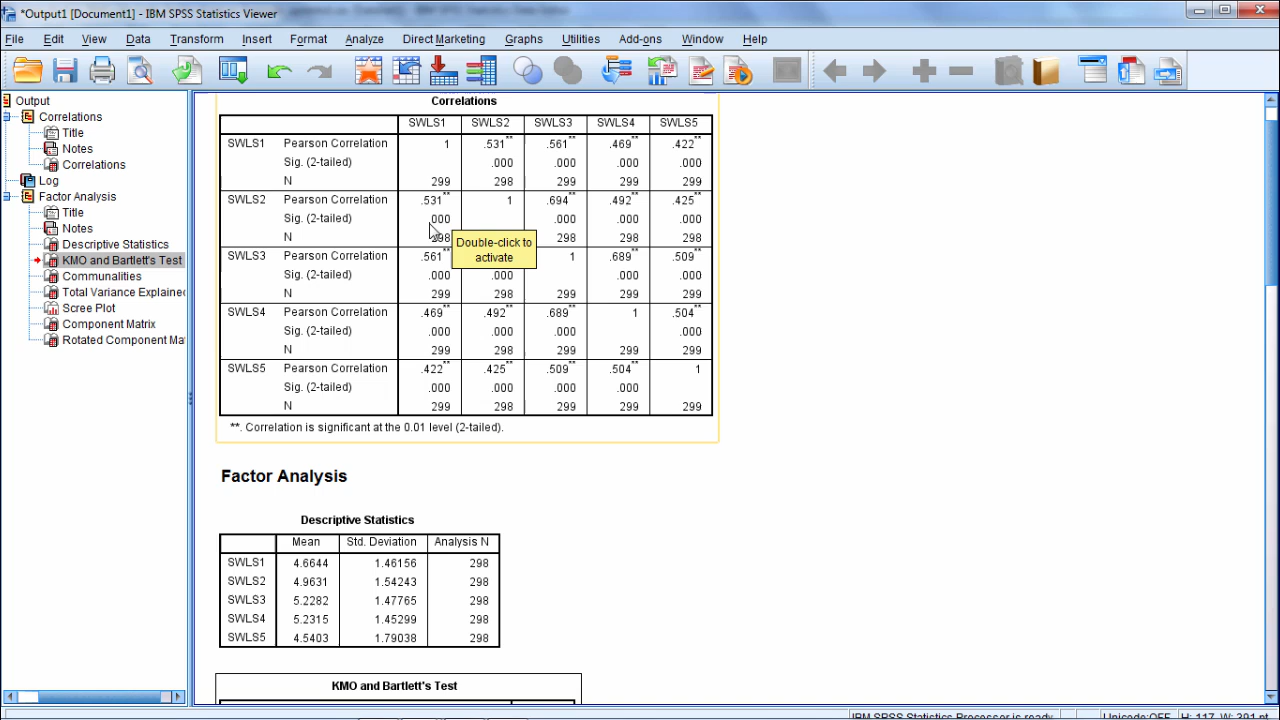 *Output1 [Document1] - IBM SPSS Statistics Viewer
File Edit View Data Transform Insert Format Analyze Direct Marketing Graphs Utilities Add-ons Window Help
Output
Correlations
Title
Notes
Correlations
Log
Factor Analysis
Title
Notes
Descriptive Statistics
KMO and Bartlett's Test
Communalities
Total Variance Explaine
Scree Plot
Component Matrix
Rotated Component Ma
Correlations
SWLS1 SWLS2 SWLS3 SWLS4 SWLS5
SWLS1 Pearson Correlation 1 .531** .561** .469** .422**
Sig. (2-tailed) .000 .000 .000 .000
N 299 298 299 299 299
SWLS2 Pearson Correlation .531** 1 .694** .492** .425**
Sig. (2-tailed) .000 .000 .000 .000
N 298 298 298 298
Double-click to
activate
SWLS3 Pearson Correlation .561** 1 .689** .509**
Sig. (2-tailed) .000 .000 .000 .000
N 299 298 299 299 299
SWLS4 Pearson Correlation .469** .492** .689** 1 .504**
Sig. (2-tailed) .000 .000 .000 .000
N 299 298 299 299 299
SWLS5 Pearson Correlation .422** .425** .509** .504** 1
Sig. (2-tailed) .000 .000 .000 .000
N 299 298 299 299 299
**. Correlation is significant at the 0.01 level (2-tailed).
Factor Analysis
Descriptive Statistics
Mean Std. Deviation Analysis N
SWLS1 4.6644 1.46156 298
SWLS2 4.9631 1.54243 298
SWLS3 5.2282 1.47765 298
SWLS4 5.2315 1.45299 298
SWLS5 4.5403 1.79038 298
KMO and Bartlett's Test
IBM SPSS Statistics Processor is ready Unicode:OFF H: 117, W: 391 pt